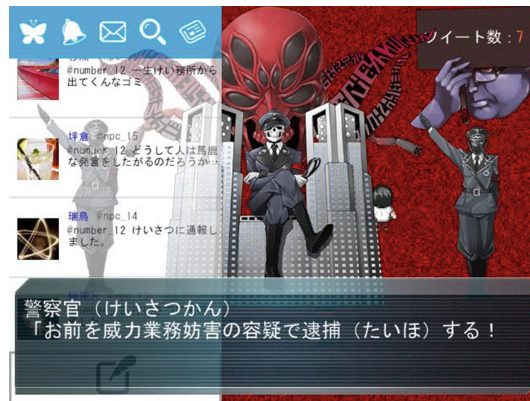 ツイート数:7
@number_12 一生けい務所から
出てくんなゴミ
坪倉 @npc_15
@number_12 どうして人は馬鹿
な発言をしたがるのだろうか…
瑞鳥 @npc_14
@number_12 けいさつに通報し
ました。
警察官(けいさつかん)
「お前を威力業務妨害の容疑で逮捕(たいほ)する!